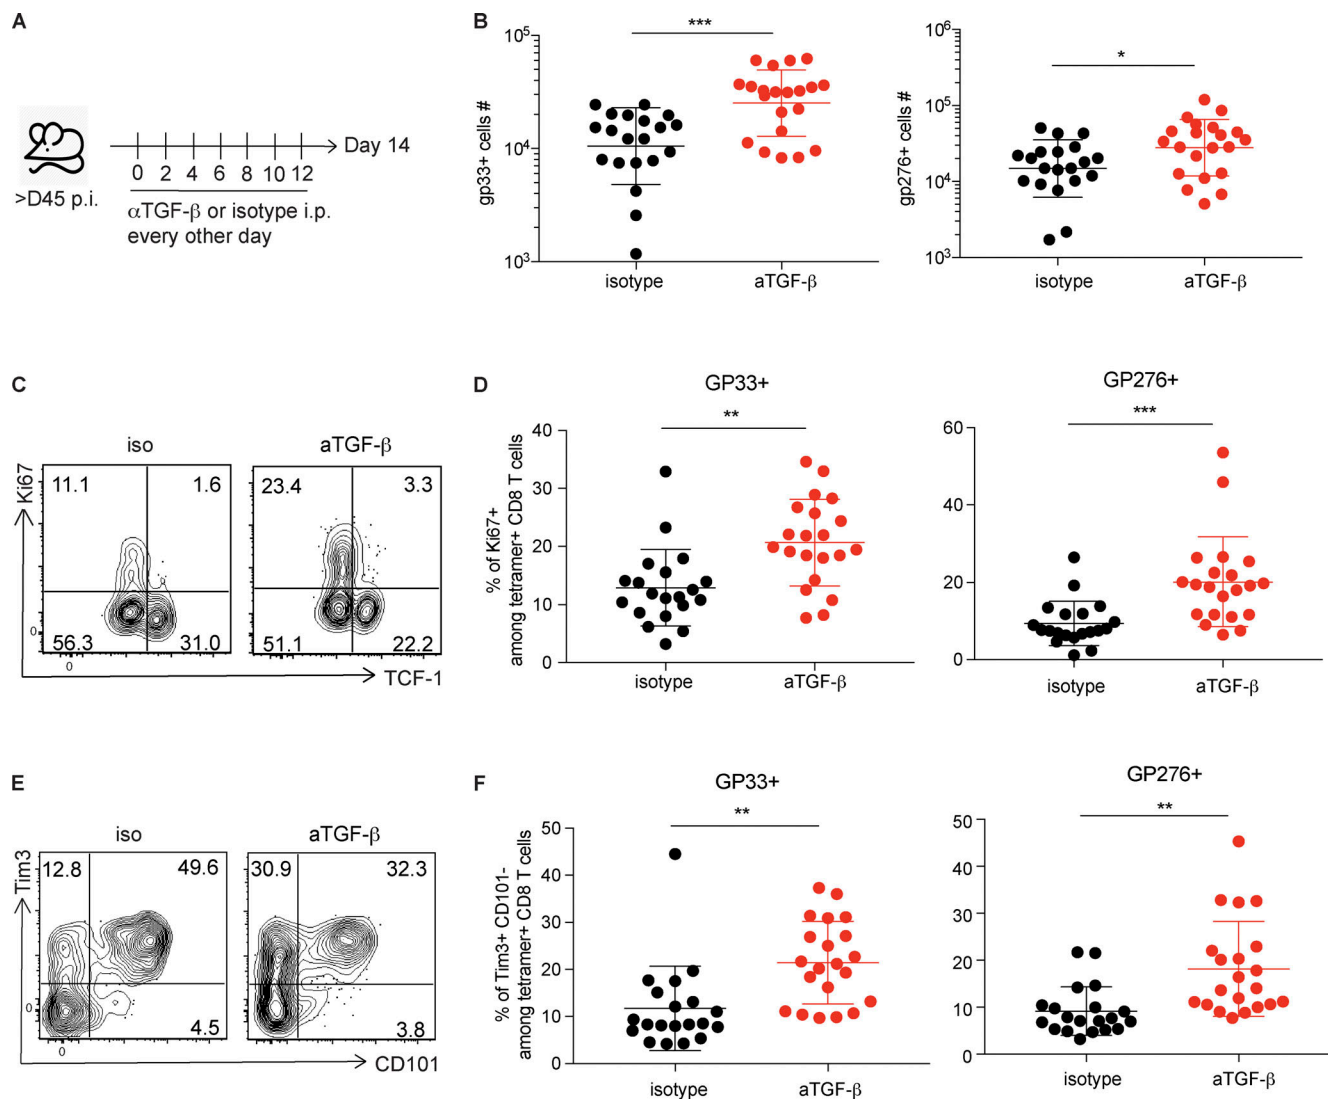 A
>D45 p.i.
0 2 4 6 8 10 12
Day 14
αTGF-β or isotype i.p.
every other day
B
gp33+ cells #
10⁵
10⁴
10³
***
isotype
aTGF-β
gp276+ cells #
10⁶
10⁵
10⁴
10³
*
isotype
aTGF-β
C
iso
aTGF-β
Ki67
11.1
1.6
56.3
31.0
0
0
23.4
3.3
51.1
22.2
TCF-1
D
GP33+
**
% of Ki67+
among tetramer+ CD8 T cells
40
30
20
10
0
isotype
aTGF-β
GP276+
***
60
40
20
0
isotype
aTGF-β
E
iso
aTGF-β
Tim3
12.8
49.6
4.5
0
0
30.9
32.3
3.8
CD101
F
GP33+
**
% of Tim3+ CD101-
among tetramer+ CD8 T cells
50
40
30
20
10
0
isotype
aTGF-β
GP276+
**
50
40
30
20
10
0
isotype
aTGF-β